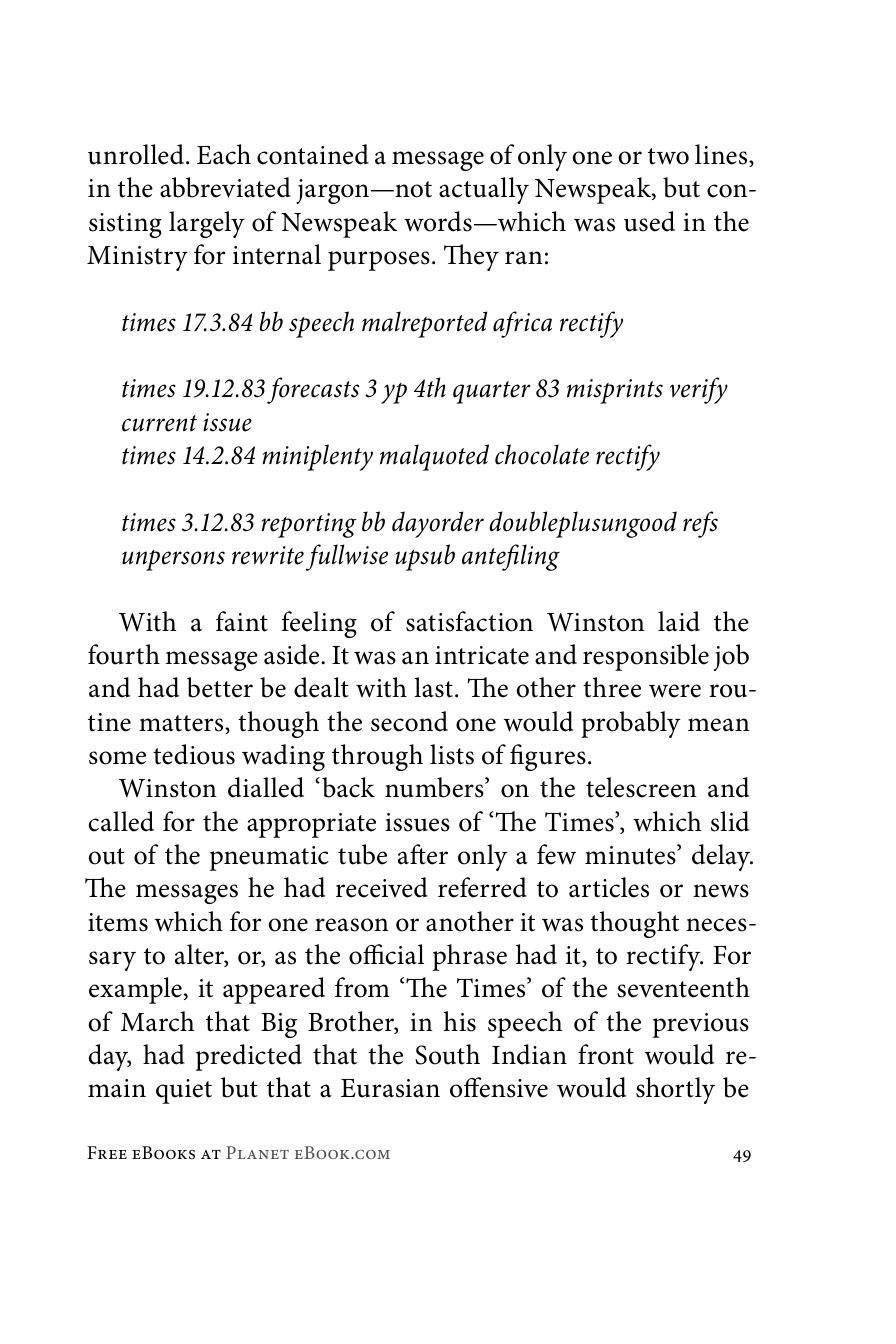 unrolled. Each contained a message of only one or two lines,
in the abbreviated jargon—not actually Newspeak, but con-
sisting largely of Newspeak words—which was used in the
Ministry for internal purposes. They ran:
times 17.3.84 bb speech malreported africa rectify
times 19.12.83 forecasts 3 yp 4th quarter 83 misprints verify
current issue
times 14.2.84 miniplenty malquoted chocolate rectify
times 3.12.83 reporting bb dayorder doubleplusungood refs
unpersons rewrite fullwise upsub antefiling
With a faint feeling of satisfaction Winston laid the
fourth message aside. It was an intricate and responsible job
and had better be dealt with last. The other three were rou-
tine matters, though the second one would probably mean
some tedious wading through lists of figures.
Winston dialled ‘back numbers’ on the telescreen and
called for the appropriate issues of ‘The Times’, which slid
out of the pneumatic tube after only a few minutes’ delay.
The messages he had received referred to articles or news
items which for one reason or another it was thought neces-
sary to alter, or, as the official phrase had it, to rectify. For
example, it appeared from ‘The Times’ of the seventeenth
of March that Big Brother, in his speech of the previous
day, had predicted that the South Indian front would re-
main quiet but that a Eurasian offensive would shortly be
Free eBooks at Planet eBook.com 49